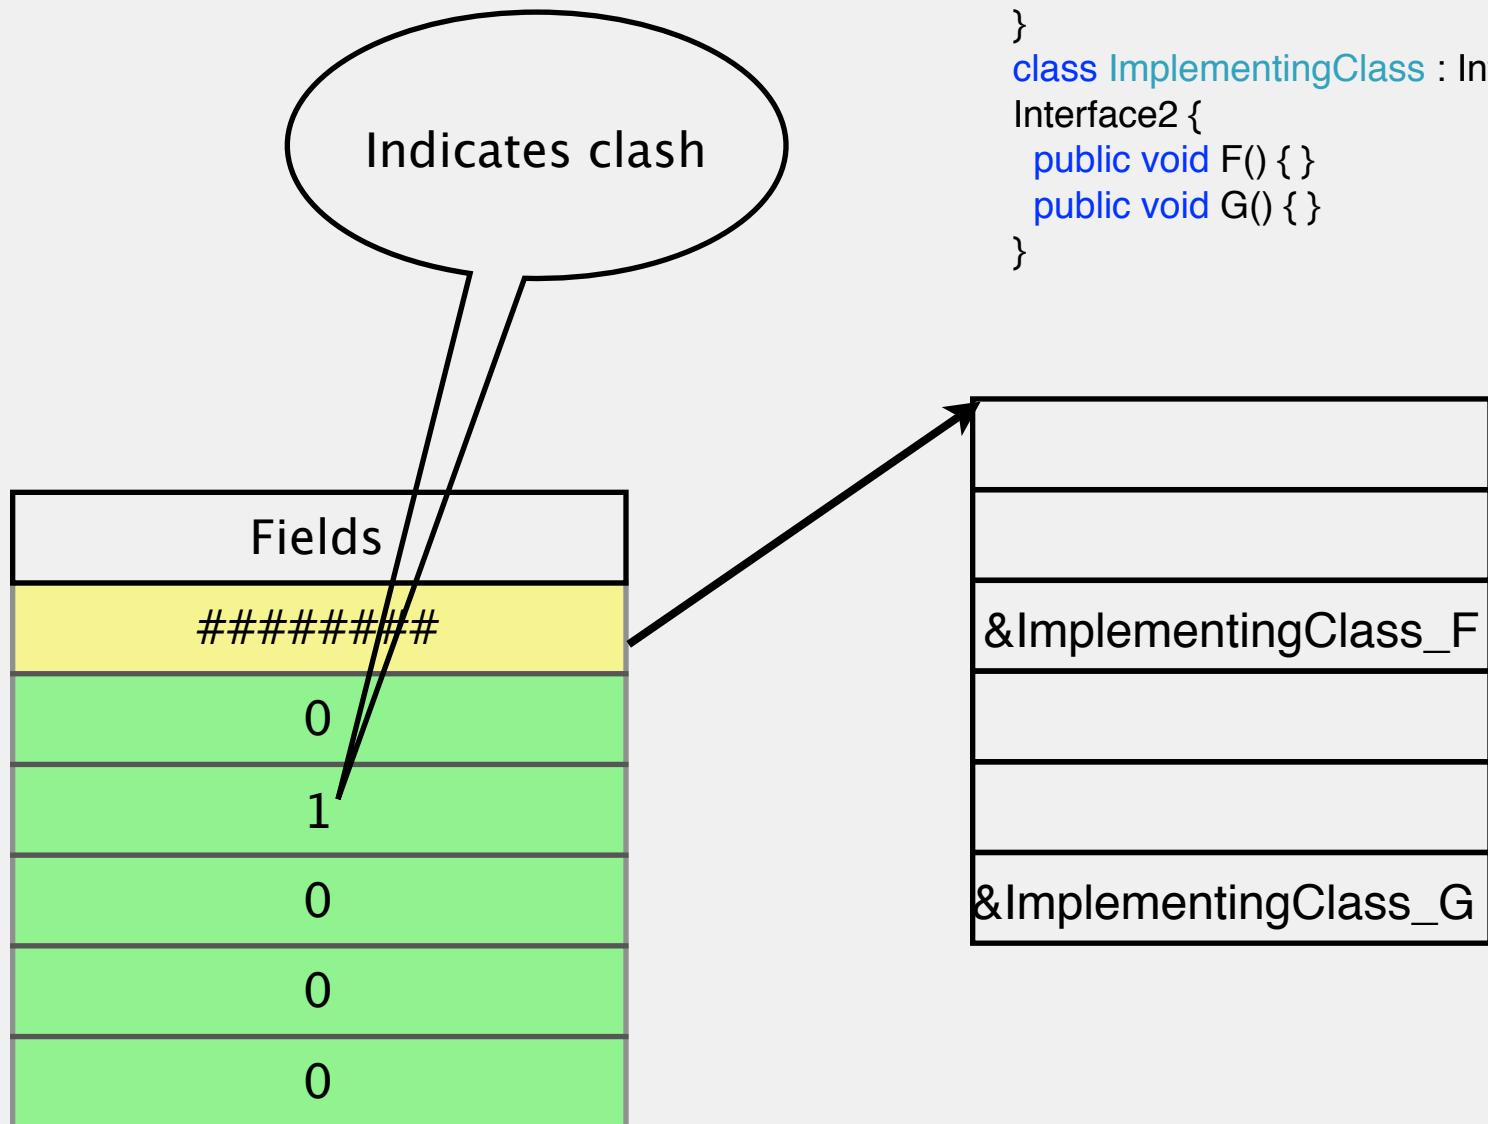 }
class ImplementingClass : In
Interface2 {
public void F() { }
public void G() { }
}
Indicates clash
Fields
########
0
1
0
0
0
&ImplementingClass_F
&ImplementingClass_G